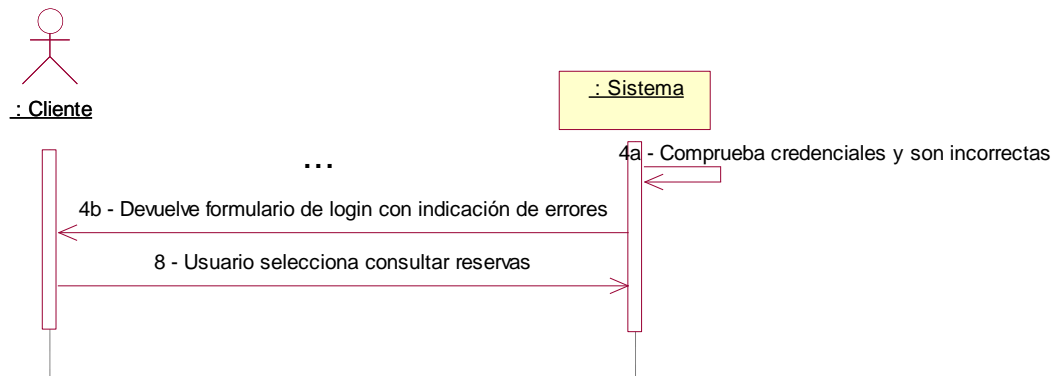 : Cliente
: Sistema
...
4a - Comprueba credenciales y son incorrectas
4b - Devuelve formulario de login con indicación de errores
8 - Usuario selecciona consultar reservas